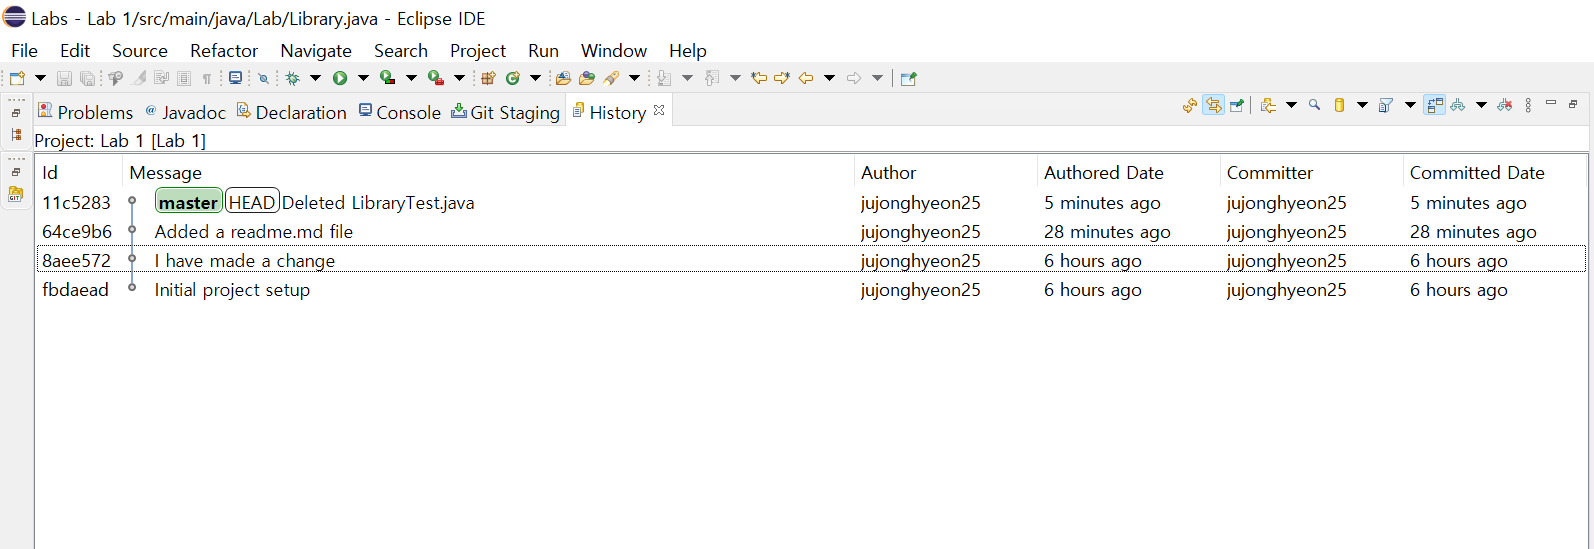 Labs - Lab 1/src/main/java/Lab/Library.java - Eclipse IDE
File Edit Source Refactor Navigate Search Project Run Window Help
Problems @ Javadoc Declaration Console Git Staging History
Project: Lab 1 [Lab 1]
Id Message Author Authored Date Committer Committed Date
11c5283 master HEAD Deleted LibraryTest.java jujonghyeon25 5 minutes ago jujonghyeon25 5 minutes ago
64ce9b6 Added a readme.md file jujonghyeon25 28 minutes ago jujonghyeon25 28 minutes ago
8aee572 I have made a change jujonghyeon25 6 hours ago jujonghyeon25 6 hours ago
fbdaead Initial project setup jujonghyeon25 6 hours ago jujonghyeon25 6 hours ago